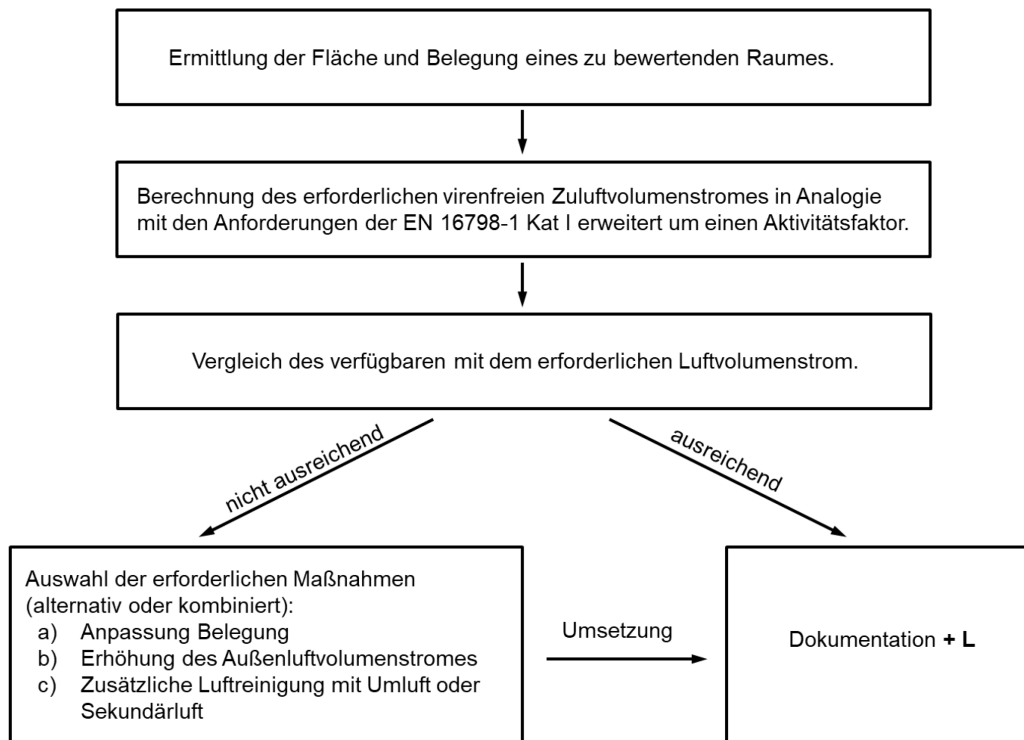 Ermittlung der Fläche und Belegung eines zu bewertenden Raumes.
Berechnung des erforderlichen virenfreien Zuluftvolumenstromes in Analogie
mit den Anforderungen der EN 16798-1 Kat I erweitert um einen Aktivitätsfaktor.
Vergleich des verfügbaren mit dem erforderlichen Luftvolumenstrom.
nicht ausreichend
ausreichend
Auswahl der erforderlichen Maßnahmen
(alternativ oder kombiniert):
a) Anpassung Belegung
b) Erhöhung des Außenluftvolumenstromes
c) Zusätzliche Luftreinigung mit Umluft oder
Sekundärluft
Umsetzung
Dokumentation + L